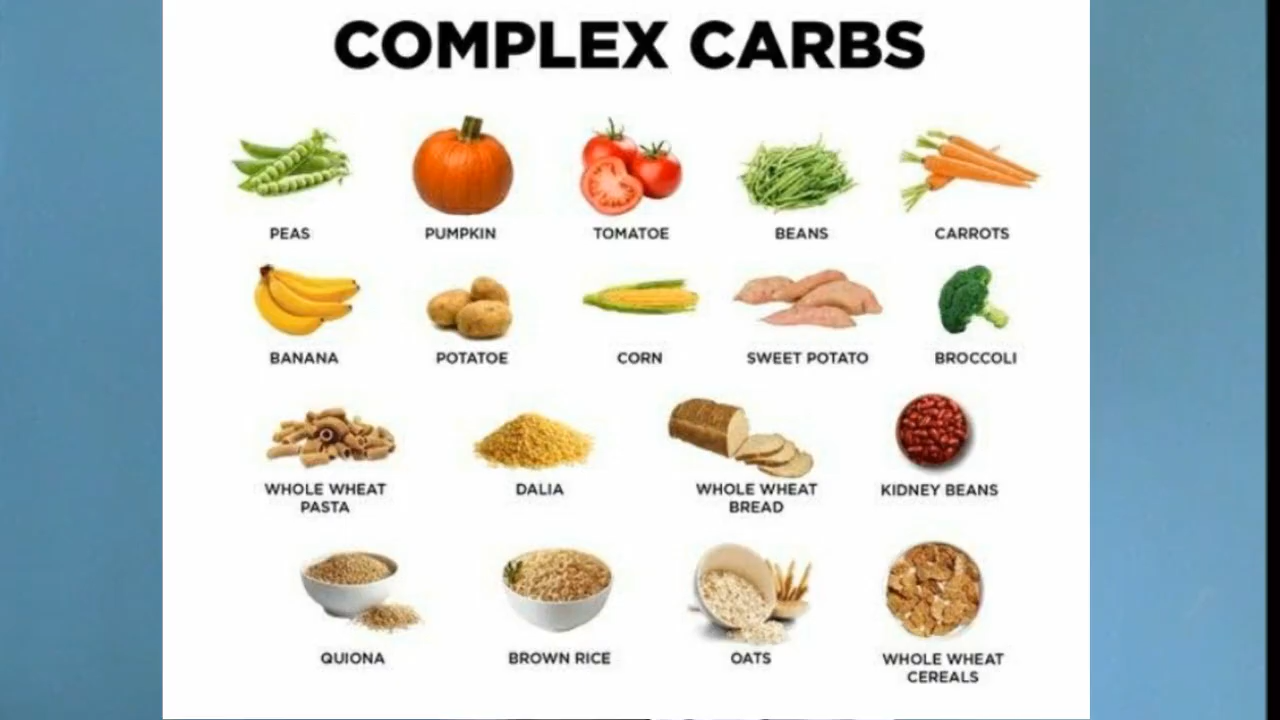 COMPLEX CARBS
PEAS
PUMPKIN
TOMATOE
BEANS
CARROTS
BANANA
POTATOE
CORN
SWEET POTATO
BROCCOLI
WHOLE WHEAT
PASTA
DALIA
WHOLE WHEAT
BREAD
KIDNEY BEANS
QUIONA
BROWN RICE
OATS
WHOLE WHEAT
CEREALS